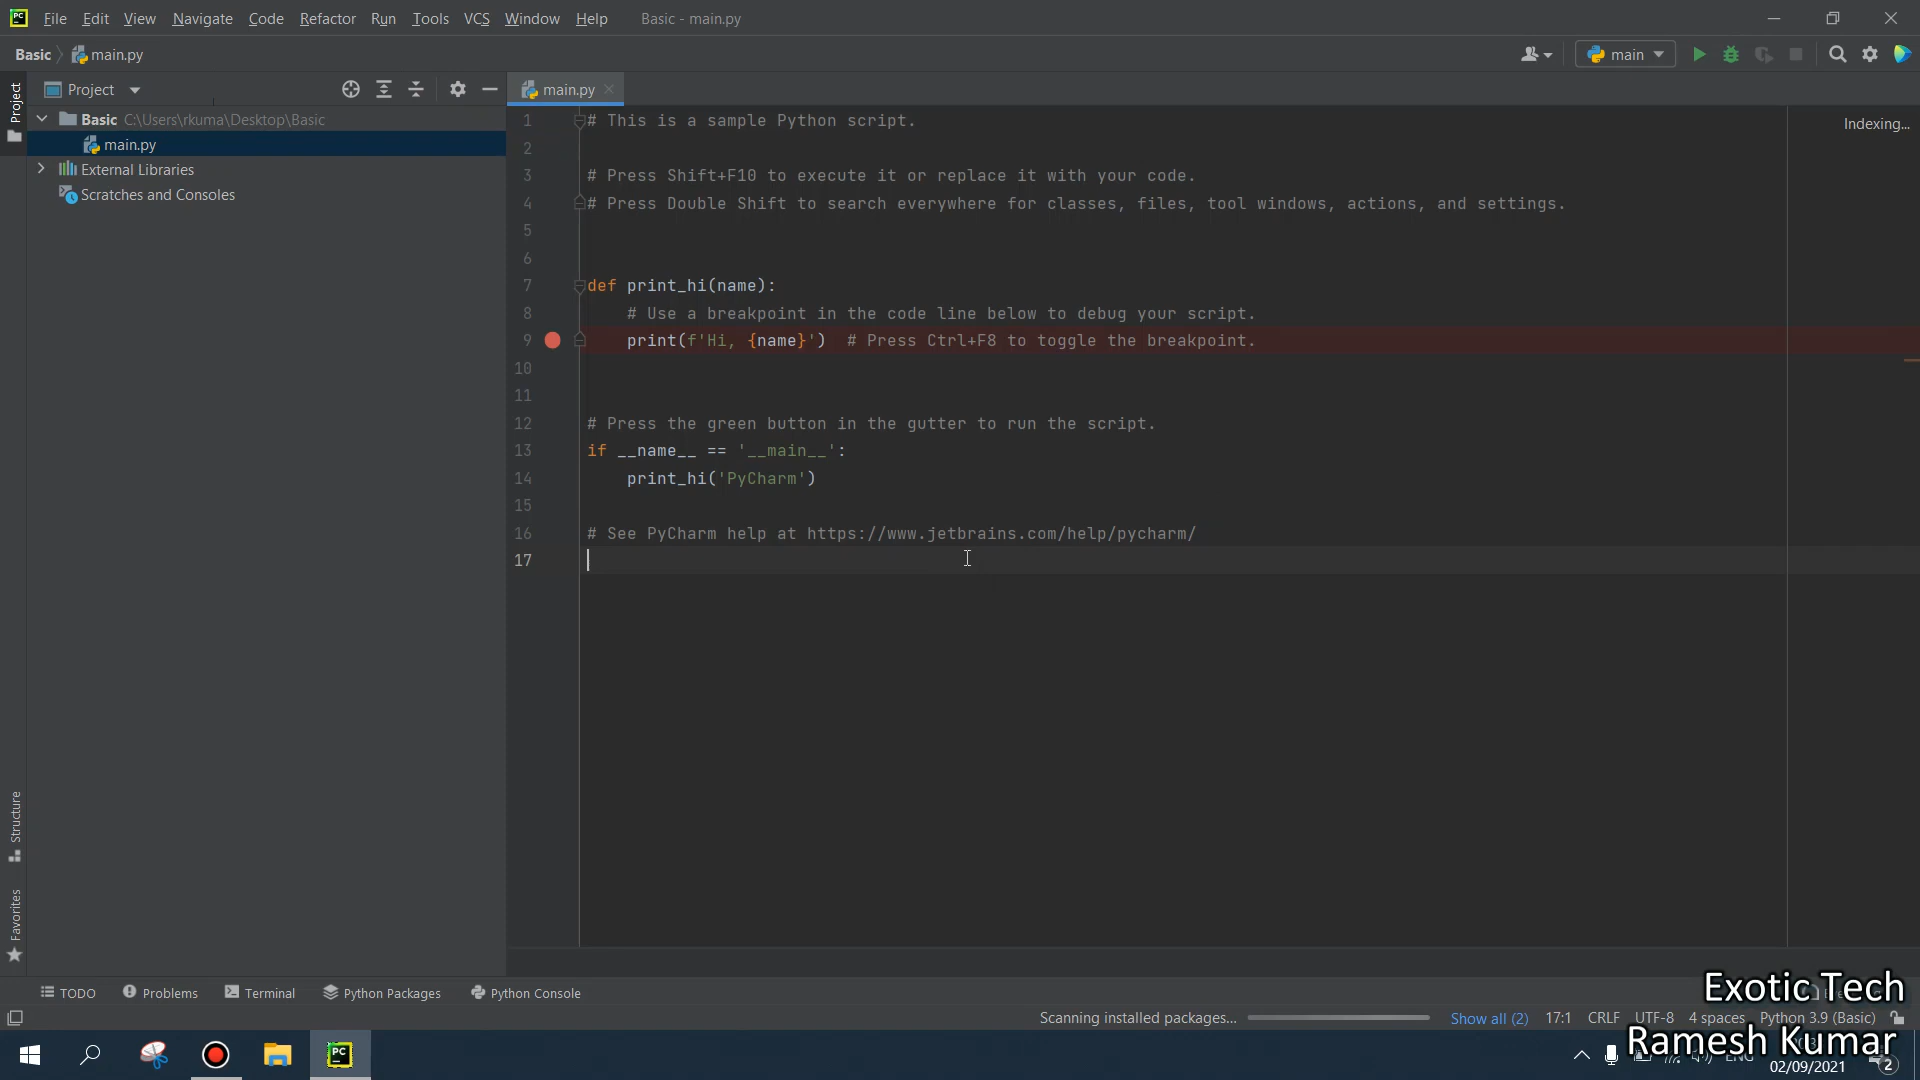 PC File Edit View Navigate Code Refactor Run Tools VCS Window Help Basic - main.py
Basic main.py main
Project main.py
Project
Basic C:\Users\rkuma\Desktop\Basic
main.py
External Libraries
Scratches and Consoles
Indexing...
1 # This is a sample Python script.
2
3 # Press Shift+F10 to execute it or replace it with your code.
4 # Press Double Shift to search everywhere for classes, files, tool windows, actions, and settings.
5
6
7 def print_hi(name):
8 # Use a breakpoint in the code line below to debug your script.
9 print(f'Hi, {name}') # Press Ctrl+F8 to toggle the breakpoint.
10
11
12 # Press the green button in the gutter to run the script.
13 if __name__ == '__main__':
14 print_hi('PyCharm')
15
16 # See PyCharm help at https://www.jetbrains.com/help/pycharm/
17
Structure
Favorites
TODO Problems Terminal Python Packages Python Console
Exotic Tech
Scanning installed packages... Show all (2) 17:1 CRLF UTF-8 4 spaces Python 3.9 (Basic)
Ramesh Kumar
PC ENG
02/09/2021 2